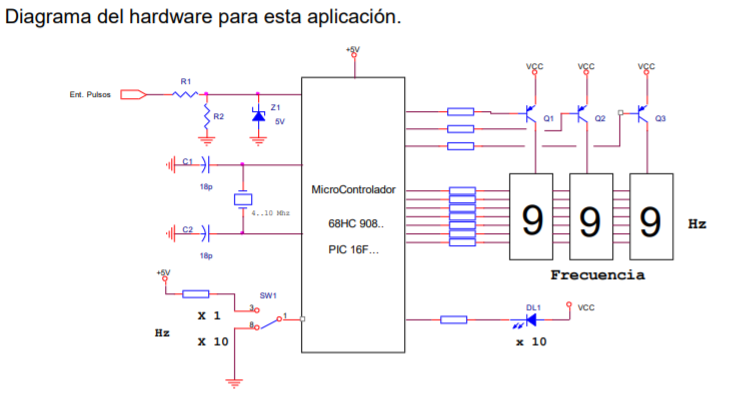 Diagrama del hardware para esta aplicación.
+5V
VCC VCC VCC
R1
Ent. Pulsos
Z1
R2
5V
Q1 Q2 Q3
C1
18p
MicroControlador
4..10 Mhz
68HC 908..
9 9 9 Hz
C2
PIC 16F...
18p
+5V
Frecuencia
SW1
DL1 VCC
X 1
1
Hz
X 10
x 10